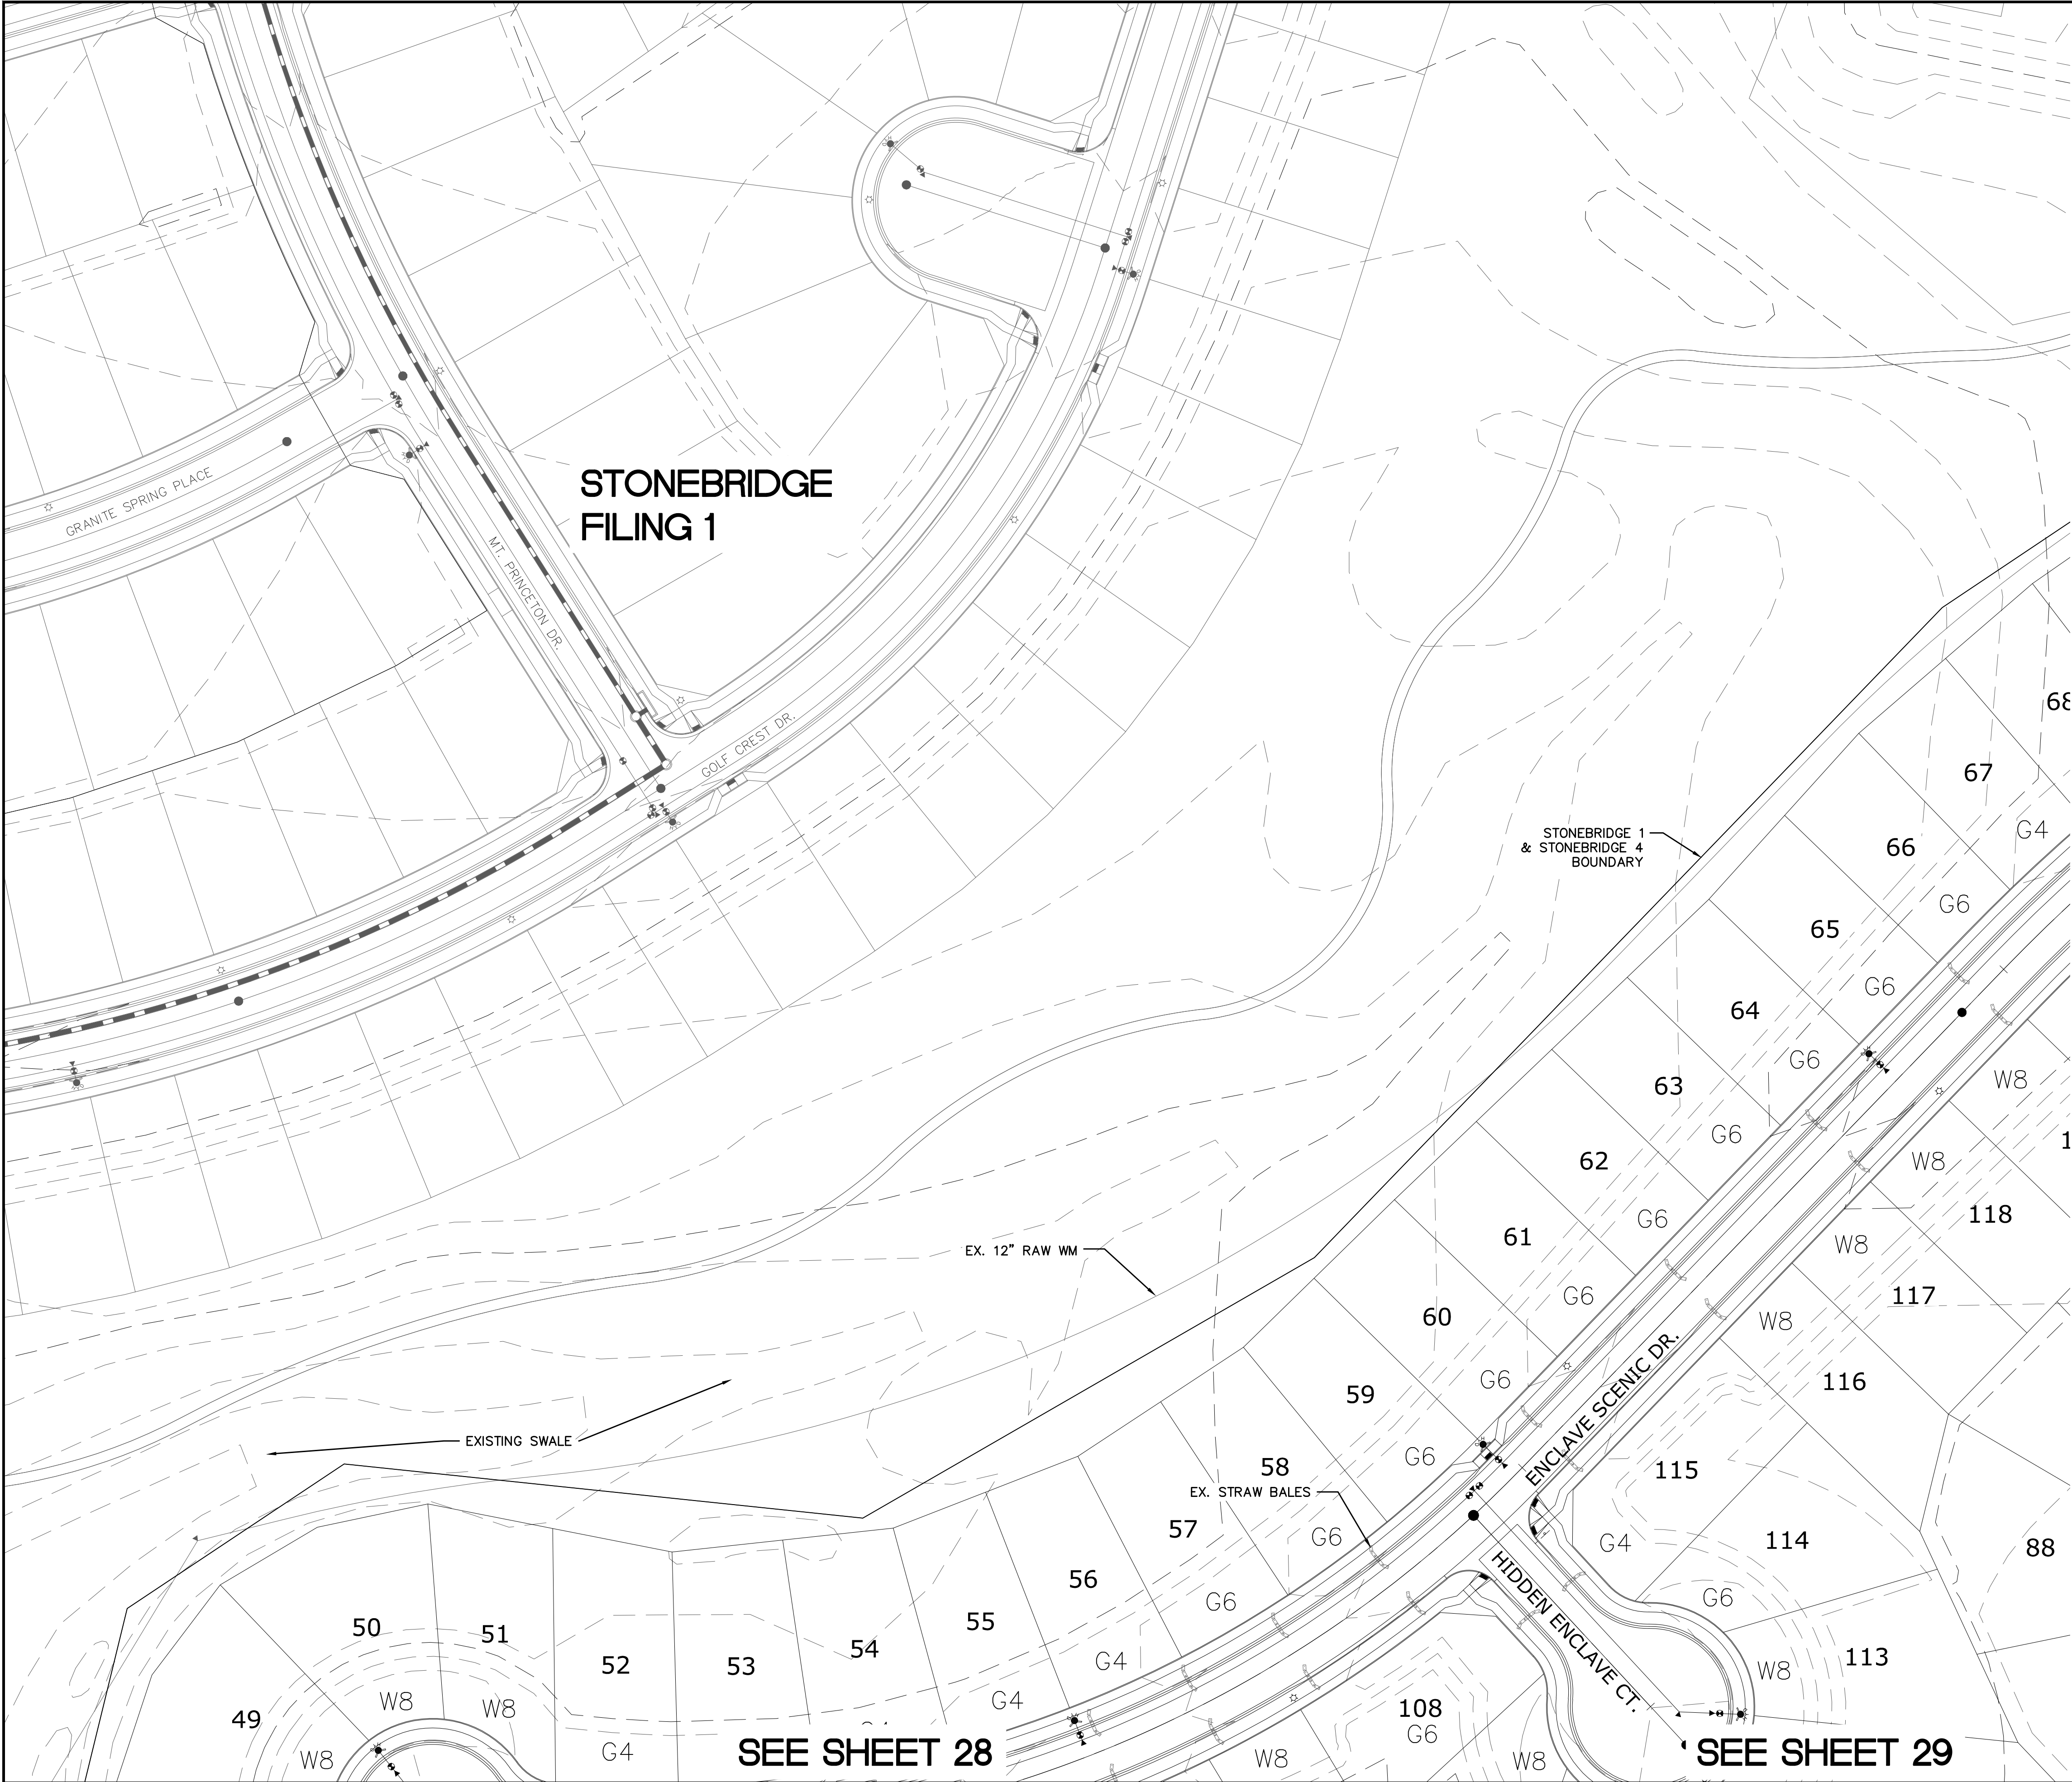 STONEBRIDGE
FILING 1
GRANITE SPRING PLACE
MT. PRINCETON DR.
GOLF CREST DR.
STONEBRIDGE 1
& STONEBRIDGE 4
BOUNDARY
68
67
G4
66
G6
65
G6
64
G6
63
G6
W8
62
G6
W8
118
61
G6
W8
117
60
G6
W8
116
59
G6
ENCLAVE SCENIC DR.
EX. 12" RAW WM
EXISTING SWALE
58
EX. STRAW BALES
G6
115
57
G6
G4
114
88
HIDDEN ENCLAVE CT.
56
G6
G6
55
G4
113
W8
54
G4
53
52
G4
51
W8
50
W8
49
W8
108
G6
W8
W8
SEE SHEET 28
SEE SHEET 29